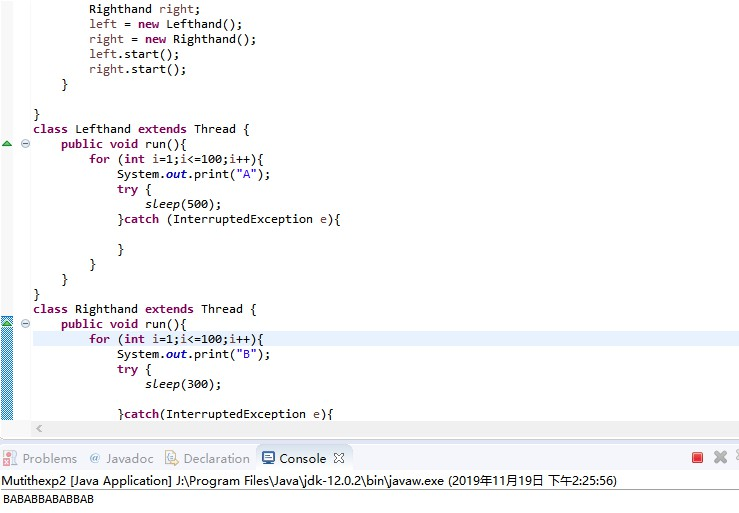 Righthand right;
left = new Lefthand();
right = new Righthand();
left.start();
right.start();
}
}
class Lefthand extends Thread {
public void run(){
for (int i=1;i<=100;i++){
System.out.print("A");
try {
sleep(500);
}catch (InterruptedException e){
}
}
}
}
class Righthand extends Thread {
public void run(){
for (int i=1;i<=100;i++){
System.out.print("B");
try {
sleep(300);
}catch(InterruptedException e){
Problems @ Javadoc Declaration Console
Mutithexp2 [Java Application] J:\Program Files\Java\jdk-12.0.2\bin\javaw.exe (2019年11月19日 下午2:25:56)
BABABBABABBAB